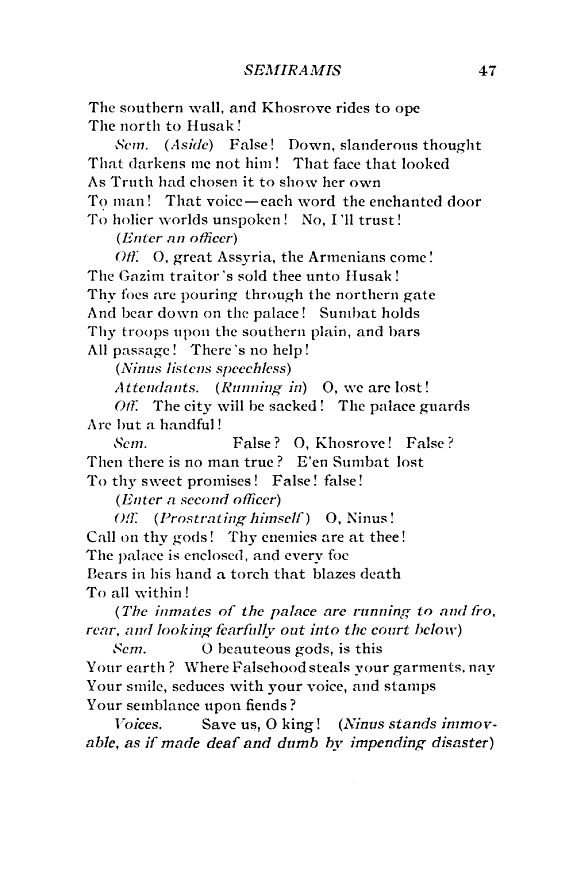 SEMIRAMIS 47
The southern wall, and Khosrove rides to ope
The north to Husak!
Sem. (Aside) False! Down, slanderous thought
That darkens me not him! That face that looked
As Truth had chosen it to show her own
To man! That voice—each word the enchanted door
To holier worlds unspoken! No, I'll trust!
(Enter an officer)
Off. O, great Assyria, the Armenians come!
The Gazim traitor's sold thee unto Husak!
Thy foes are pouring through the northern gate
And bear down on the palace! Sumbat holds
Thy troops upon the southern plain, and bars
All passage! There's no help!
(Ninus listens speechless)
Attendants. (Running in) O, we are lost!
Off. The city will be sacked! The palace guards
Are but a handful!
Sem. False? O, Khosrove! False?
Then there is no man true? E'en Sumbat lost
To thy sweet promises! False! false!
(Enter a second officer)
Off. (Prostrating himself) O, Ninus!
Call on thy gods! Thy enemies are at thee!
The palace is enclosed, and every foe
Bears in his hand a torch that blazes death
To all within!
(The inmates of the palace are running to and fro,
rear, and looking fearfully out into the court below)
Sem. O beauteous gods, is this
Your earth? Where Falsehood steals your garments, nay
Your smile, seduces with your voice, and stamps
Your semblance upon fiends?
Voices. Save us, O king! (Ninus stands immov-
able, as if made deaf and dumb by impending disaster)